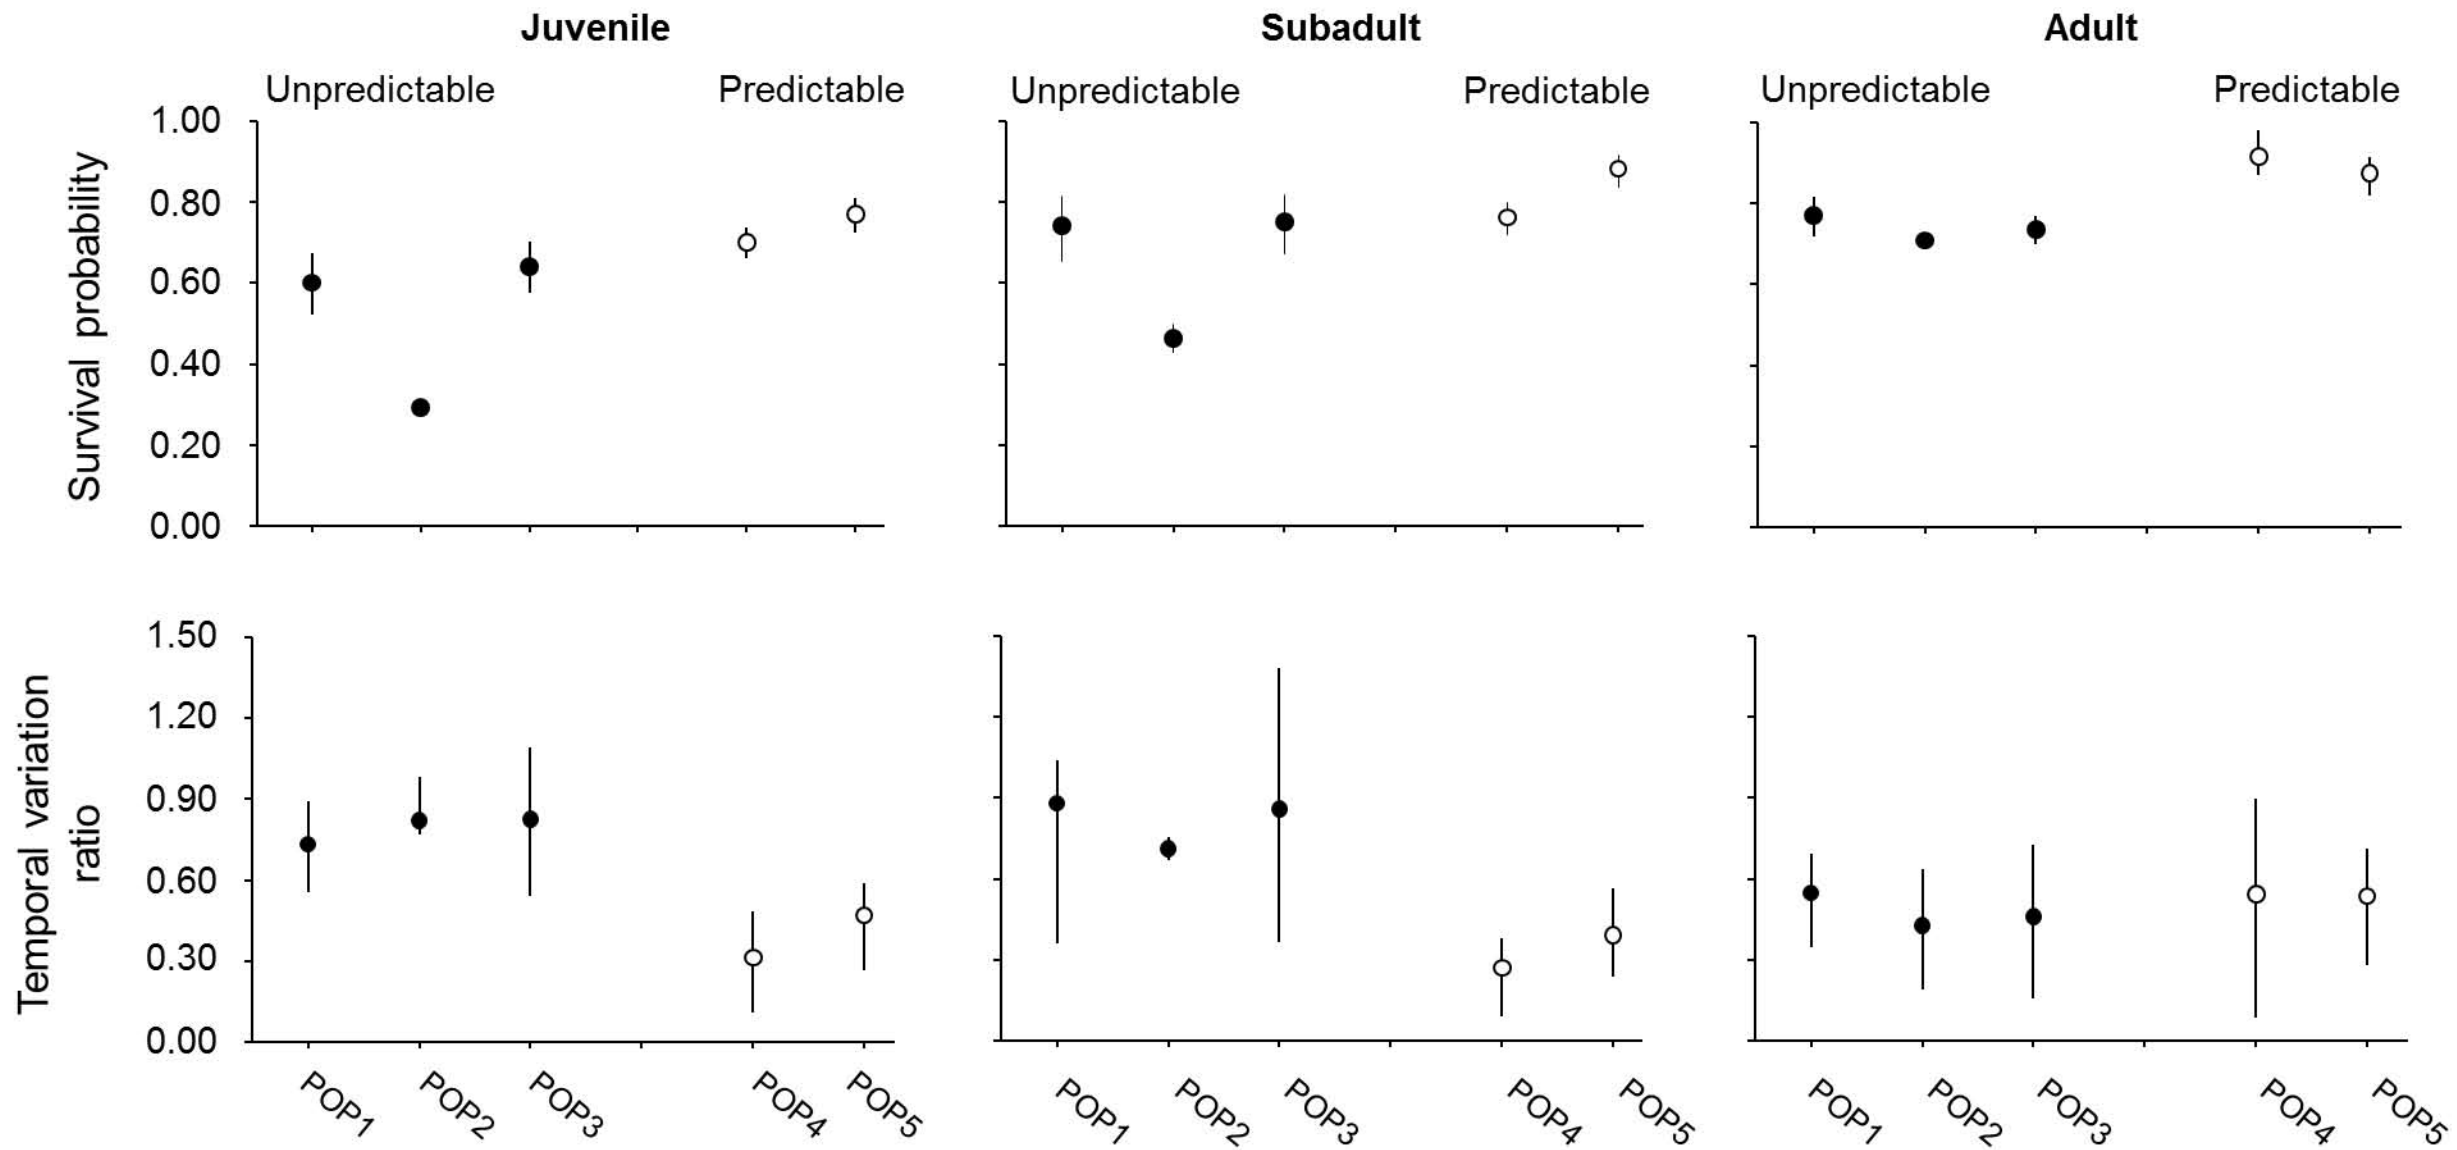 Juvenile Subadult Adult
Unpredictable Predictable Unpredictable Predictable Unpredictable Predictable
Survival probability
1.00
0.80
0.60
0.40
0.20
0.00
Temporal variation
ratio
1.50
1.20
0.90
0.60
0.30
0.00
POP1 POP2 POP3 POP4 POP5 POP1 POP2 POP3 POP4 POP5 POP1 POP2 POP3 POP4 POP5